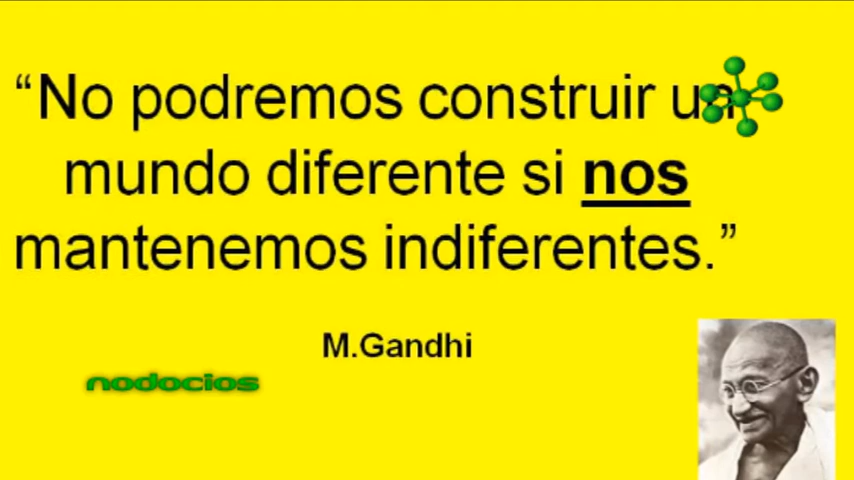 “No podremos construir un
mundo diferente si nos
mantenemos indiferentes.”
M.Gandhi
nodocios